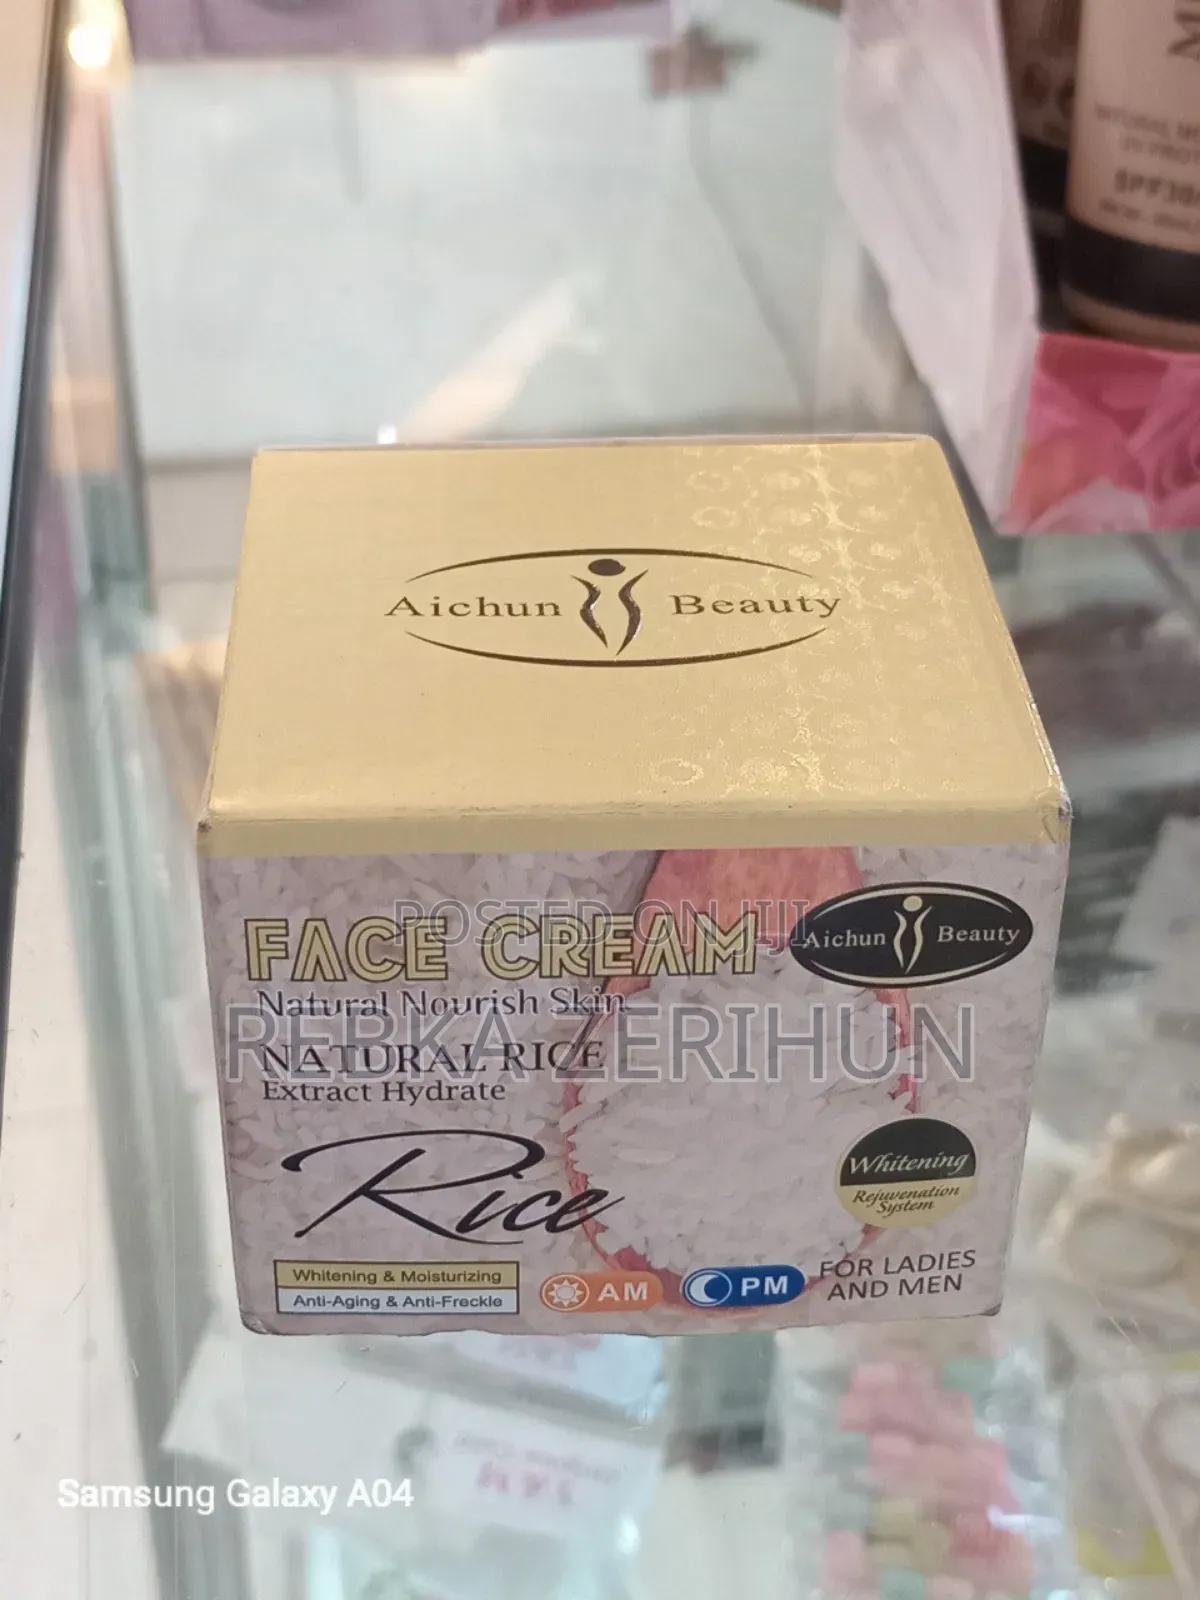 SPF30
Aichun Beauty
FACE CREAM
POSTED ON JIJI
Aichun Beauty
Natural Nourish Skin
REBKA ZERIHUN
NATURAL RICE
Extract Hydrate
Rice
Whitening
Rejuvenation
System
Whitening & Moisturizing
Anti-Aging & Anti-Freckle
AM
PM
FOR LADIES
AND MEN
Samsung Galaxy A04